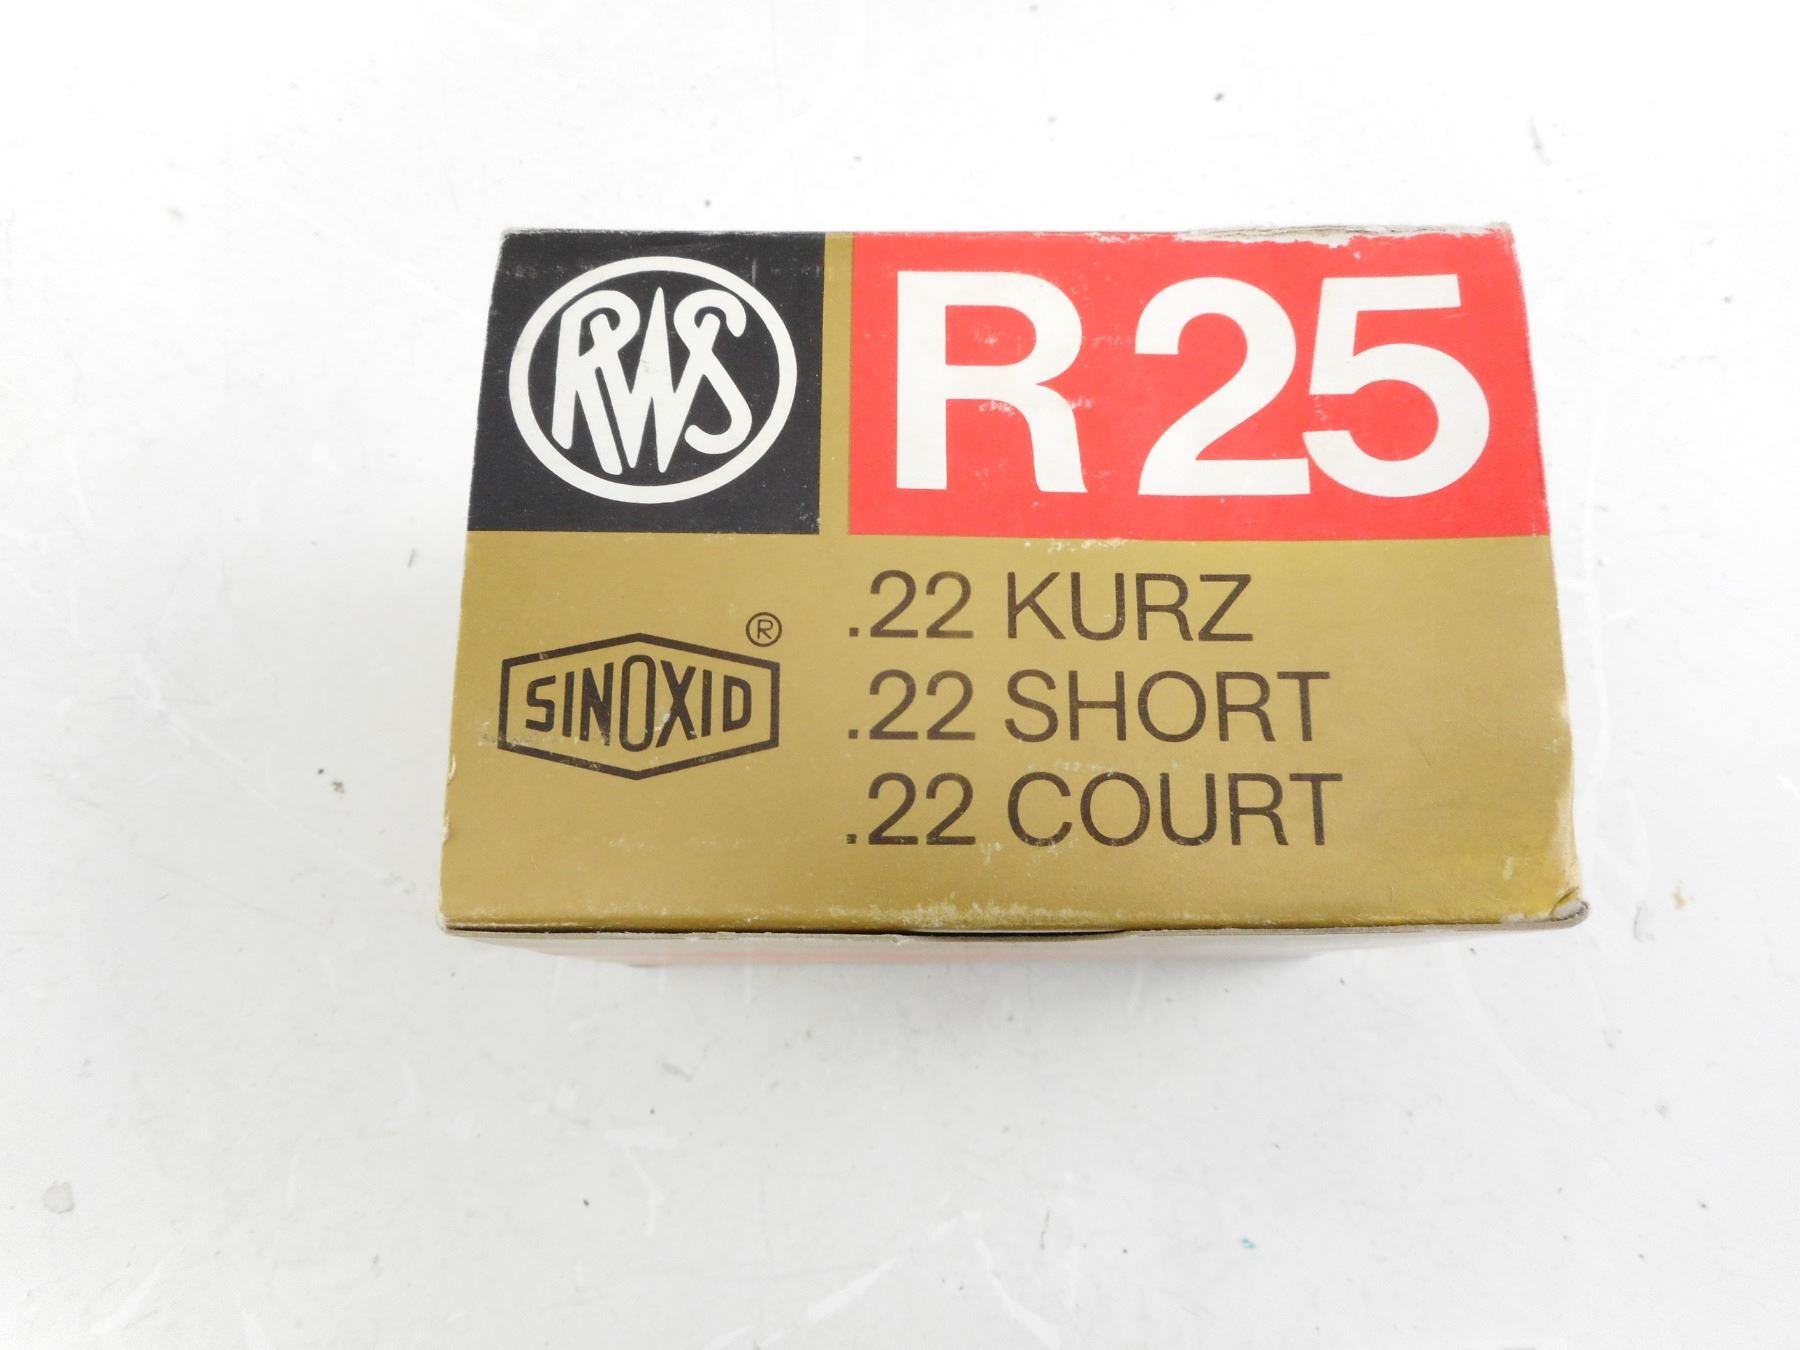 RWS
R 25
.22 KURZ
®
SINOXID
.22 SHORT
.22 COURT